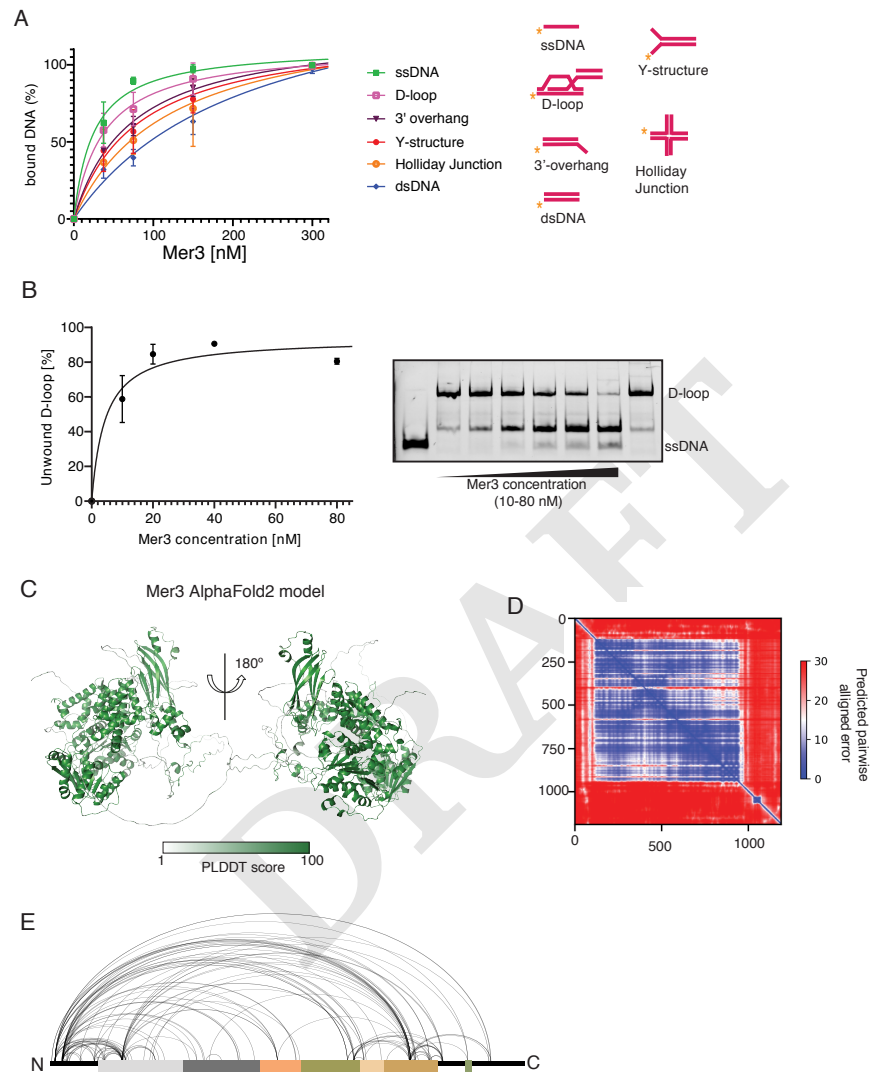 A
bound DNA (%)
100
50
0
0
100
200
300
Mer3 [nM]
ssDNA
D-loop
3' overhang
Y-structure
Holliday Junction
dsDNA
*
ssDNA
*
D-loop
*
3'-overhang
*
dsDNA
*
Y-structure
*
Holliday
Junction
B
Unwound D-loop [%]
100
80
60
40
20
0
0
20
40
60
80
Mer3 concentration [nM]
D-loop
ssDNA
Mer3 concentration
(10-80 nM)
C
Mer3 AlphaFold2 model
180º
1
100
PLDDT score
D
0
250
500
750
1000
0
500
1000
30
20
10
0
Predicted pairwise
alligned error
E
N
C
DRAFT